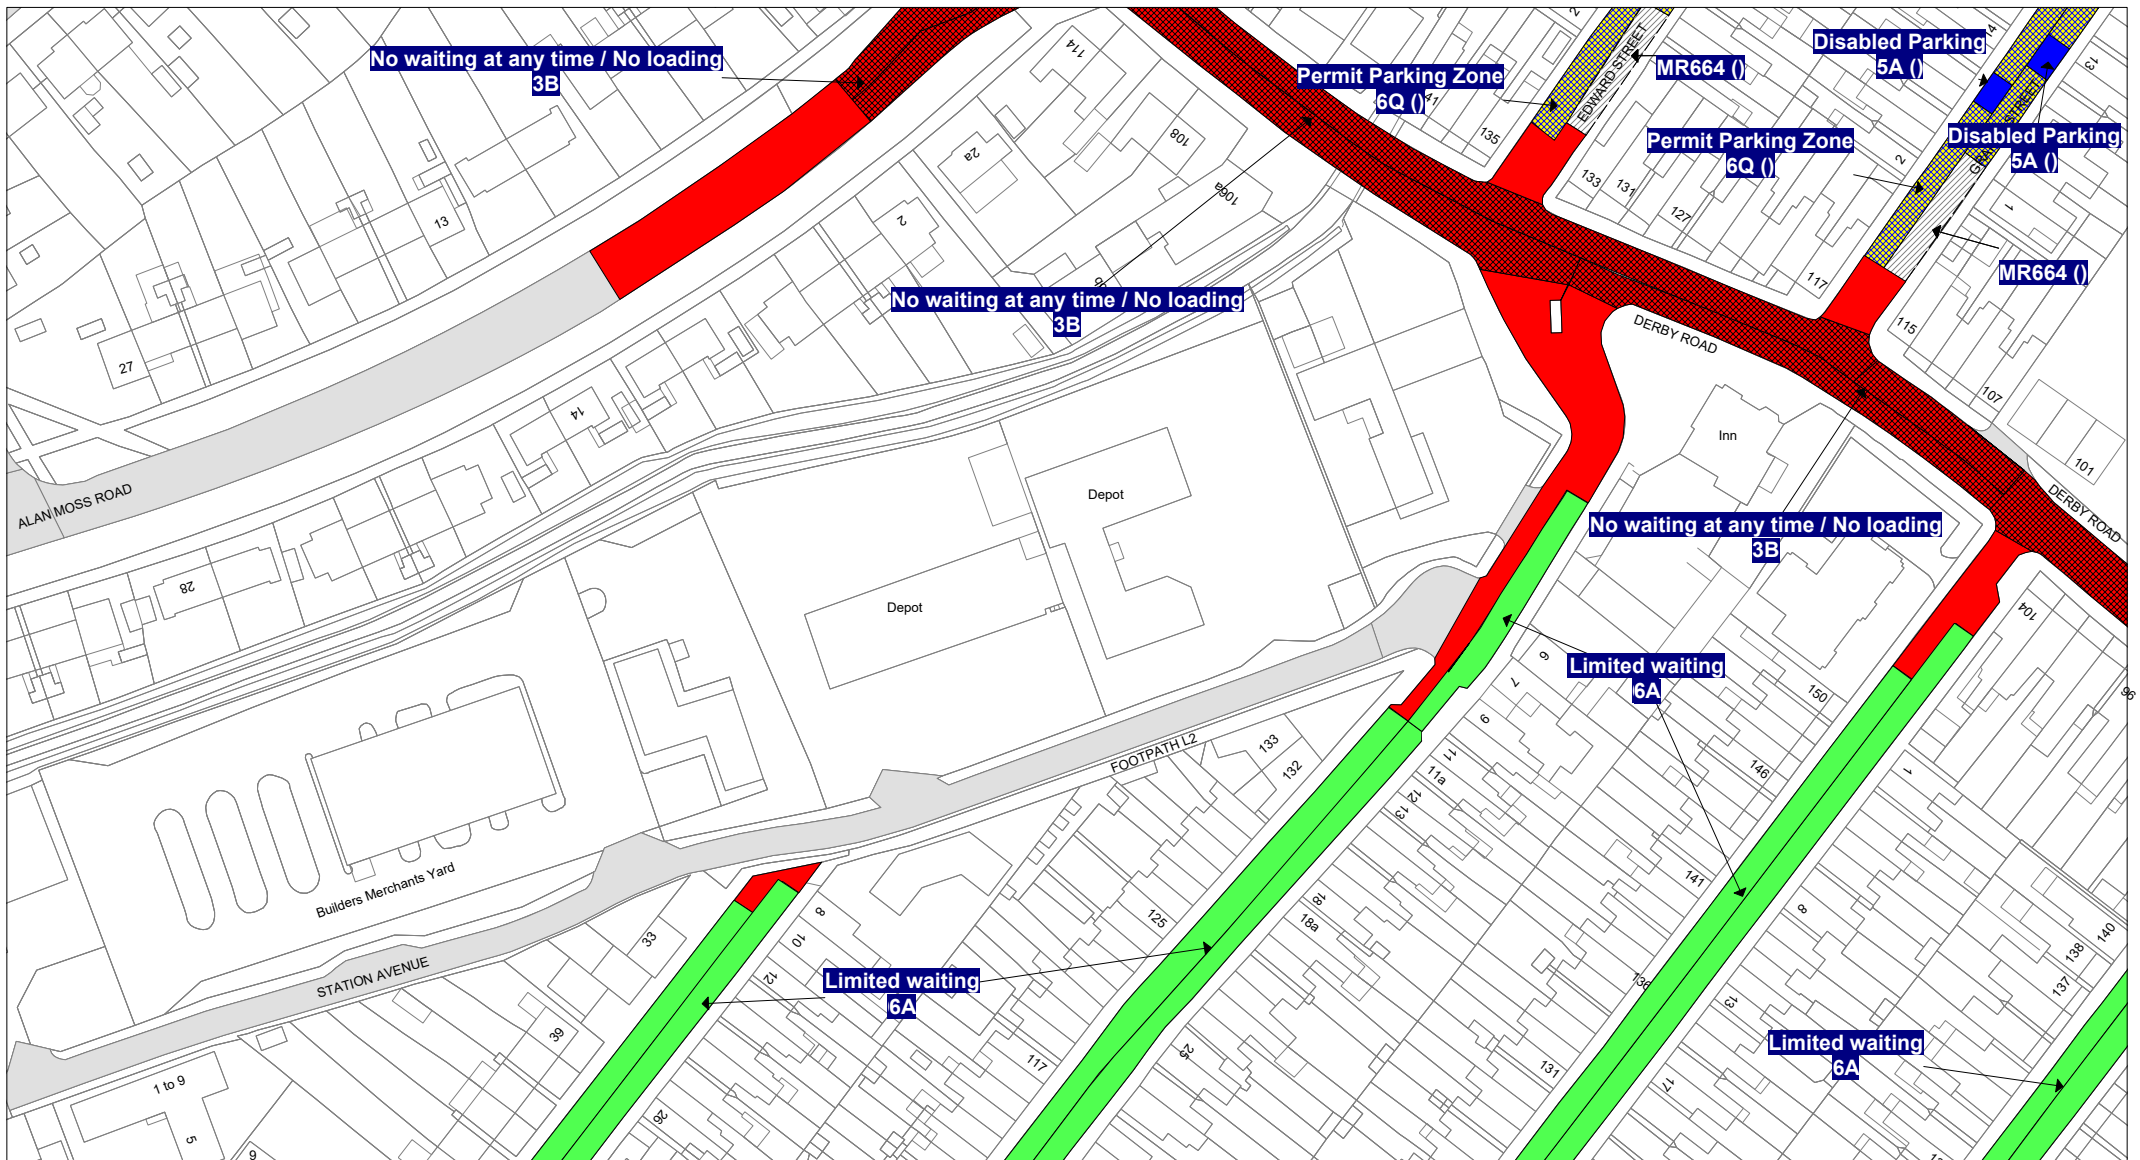 No waiting at any time / No loading
3B
Permit Parking Zone
6Q ()
MR664 ()
Disabled Parking
5A ()
Disabled Parking
5A ()
Permit Parking Zone
6Q ()
MR664 ()
EDWARD STREET
114
108
106a
2a
2
13
27
14
28
135
133
131
127
117
115
107
101
2
14
13
1
2
41
No waiting at any time / No loading
3B
DERBY ROAD
DERBY ROAD
ALAN MOSS ROAD
Inn
Depot
Depot
No waiting at any time / No loading
3B
Limited waiting
6A
104
96
150
146
141
136
131
6
7
9
11
11a
12
13
18
18a
25
133
132
125
117
FOOTPATH L2
Builders Merchants Yard
STATION AVENUE
33
39
8
10
12
26
1 to 9
5
9
Limited waiting
6A
1
8
13
17
140
138
137
Limited waiting
6A